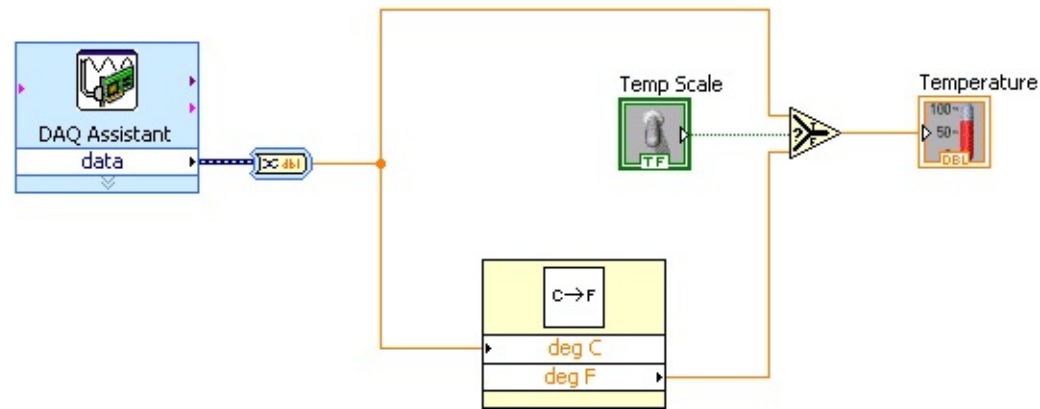 DAQ Assistant
data
dbl
Temp Scale
TF
?
Temperature
100
50
DBL
C→F
deg C
deg F